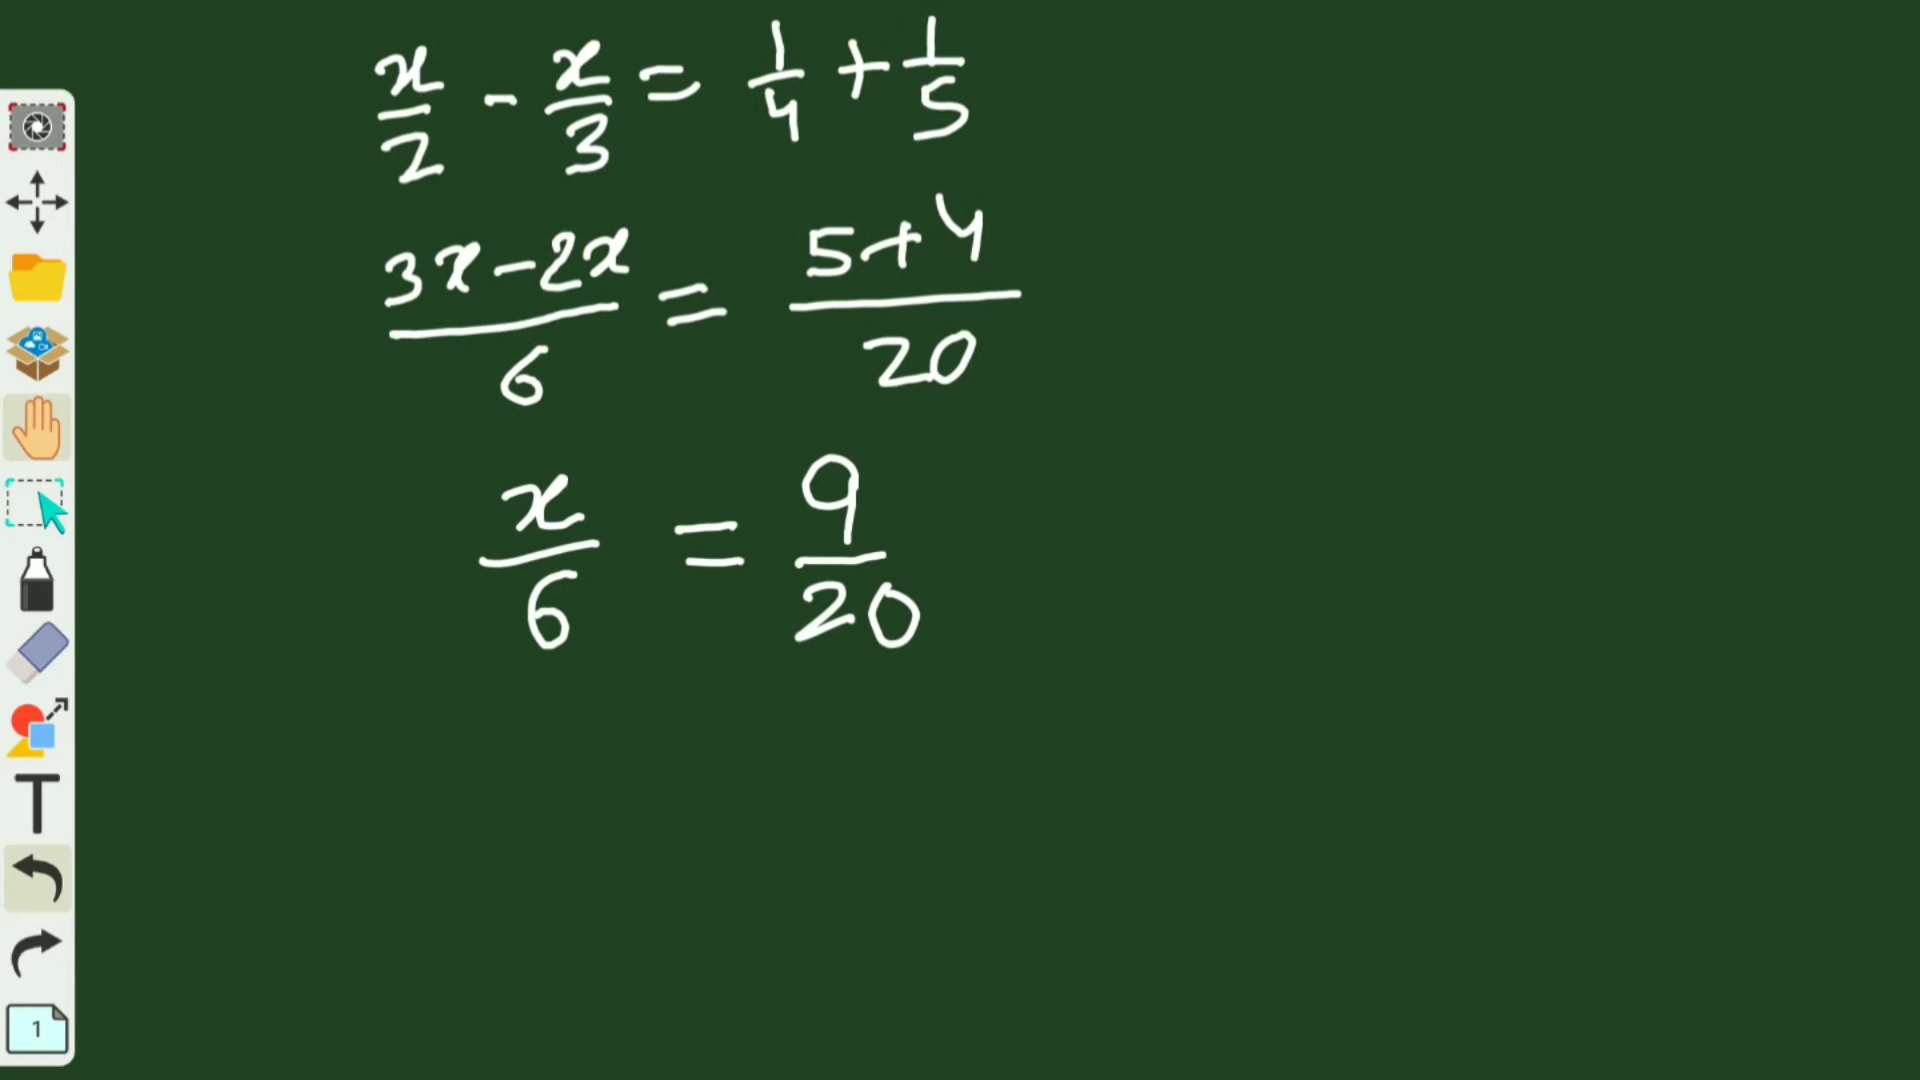 x/2 - x/3 = 1/4 + 1/5
3x-2x/6 = 5+4/20
x/6 = 9/20
T
1